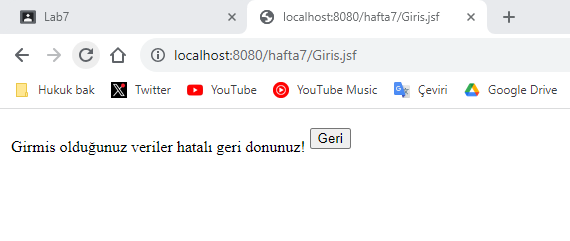 Lab7
localhost:8080/hafta7/Giris.jsf
localhost:8080/hafta7/Giris.jsf
Hukuk bak Twitter YouTube YouTube Music Çeviri Google Drive
Girmis olduğunuz veriler hatalı geri donunuz! Geri